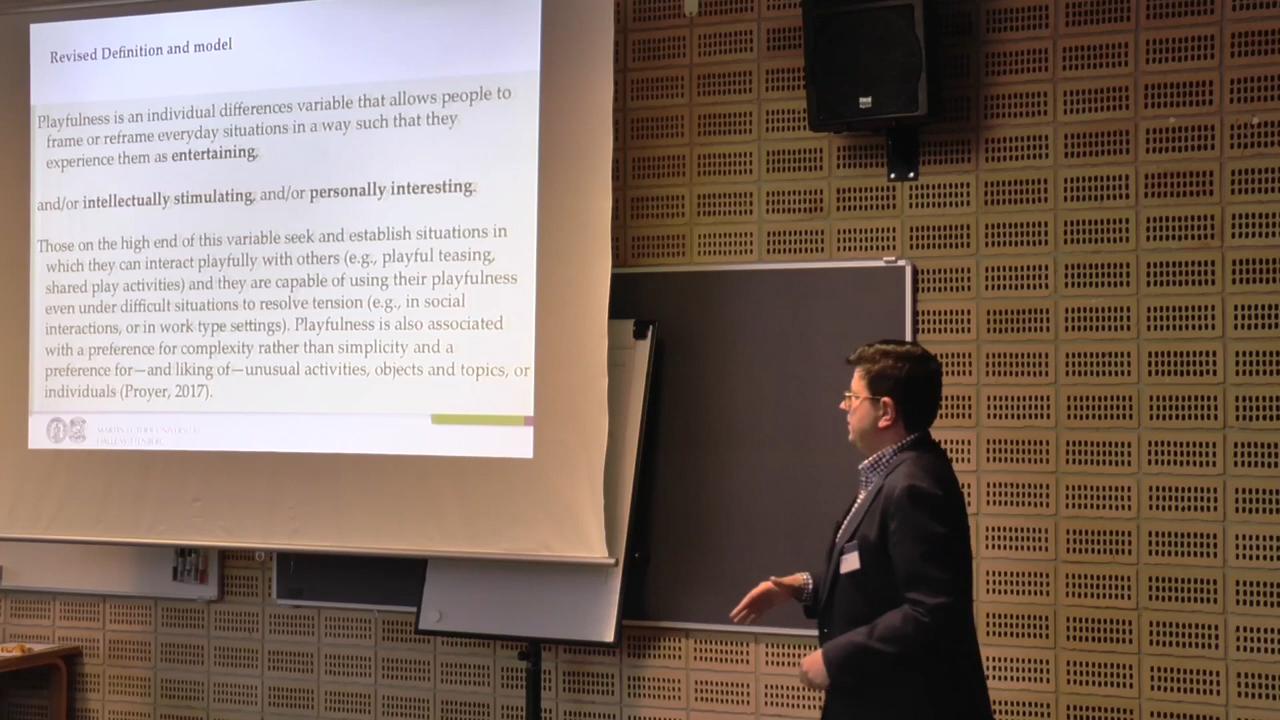 Revised Definition and model
Playfulness is an individual differences variable that allows people to
frame or reframe everyday situations in a way such that they
experience them as entertaining,
and/or intellectually stimulating, and/or personally interesting.
Those on the high end of this variable seek and establish situations in
which they can interact playfully with others (e.g., playful teasing,
shared play activities) and they are capable of using their playfulness
even under difficult situations to resolve tension (e.g., in social
interactions, or in work type settings). Playfulness is also associated
with a preference for complexity rather than simplicity and a
preference for—and liking of—unusual activities, objects and topics, or
individuals (Proyer, 2017).